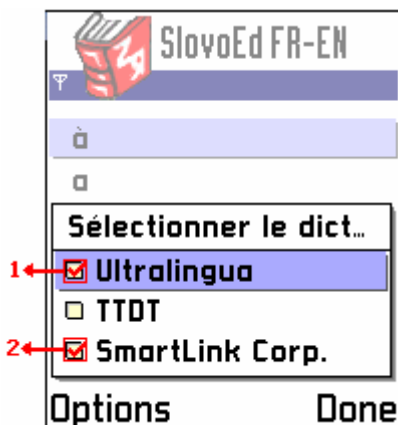 SlovoEd FR-EN
à
a
Sélectionner le dict…
1 Ultralingua
TTDT
2 SmartLink Corp.
Options Done